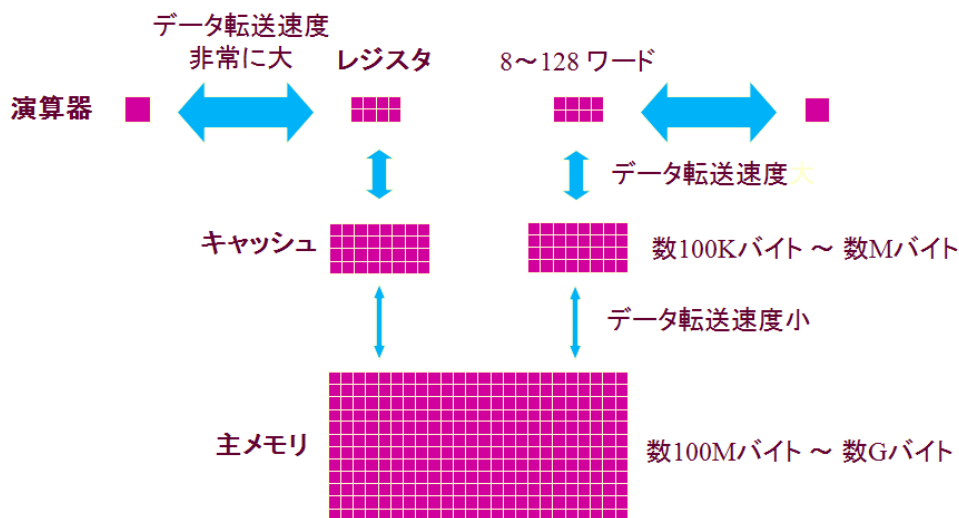 データ転送速度
非常に大
レジスタ
8～128 ワード
演算器
データ転送速度大
キャッシュ
数100Kバイト ～ 数Mバイト
データ転送速度小
主メモリ
数100Mバイト ～ 数Gバイト